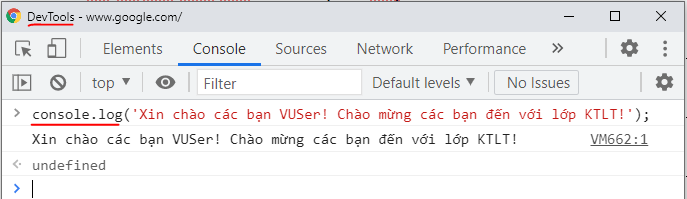 DevTools - www.google.com/
Elements Console Sources Network Performance »
top ▾ Filter Default levels ▾ No Issues
> console.log('Xin chào các bạn VUSer! Chào mừng các bạn đến với lớp KTLT!');
Xin chào các bạn VUSer! Chào mừng các bạn đến với lớp KTLT! VM662:1
undefined
>